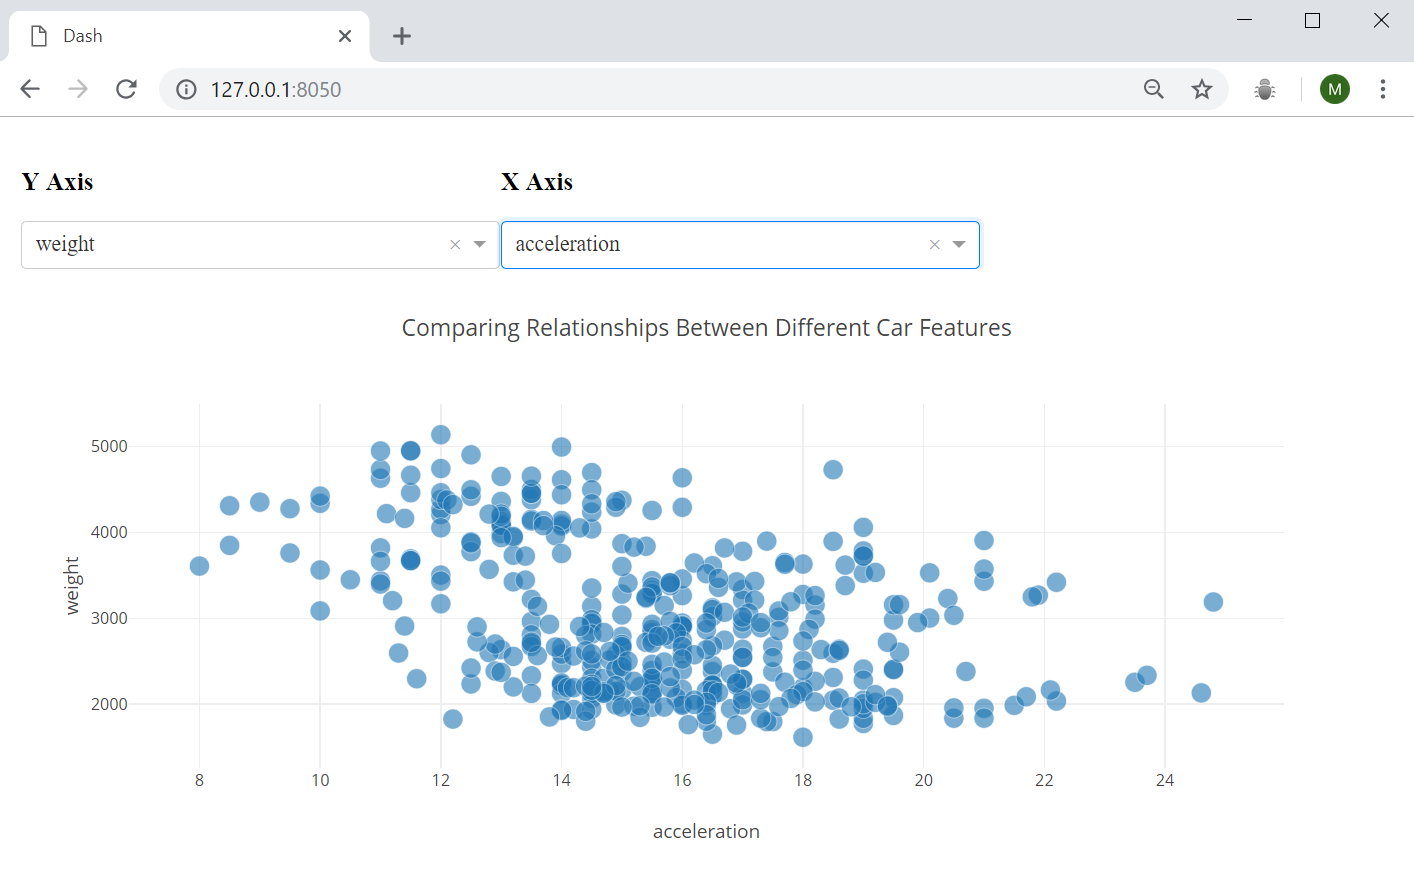 Dash
127.0.0.1:8050
M
Y Axis X Axis
weight acceleration
Comparing Relationships Between Different Car Features
5000
4000
3000
2000
weight
8 10 12 14 16 18 20 22 24
acceleration